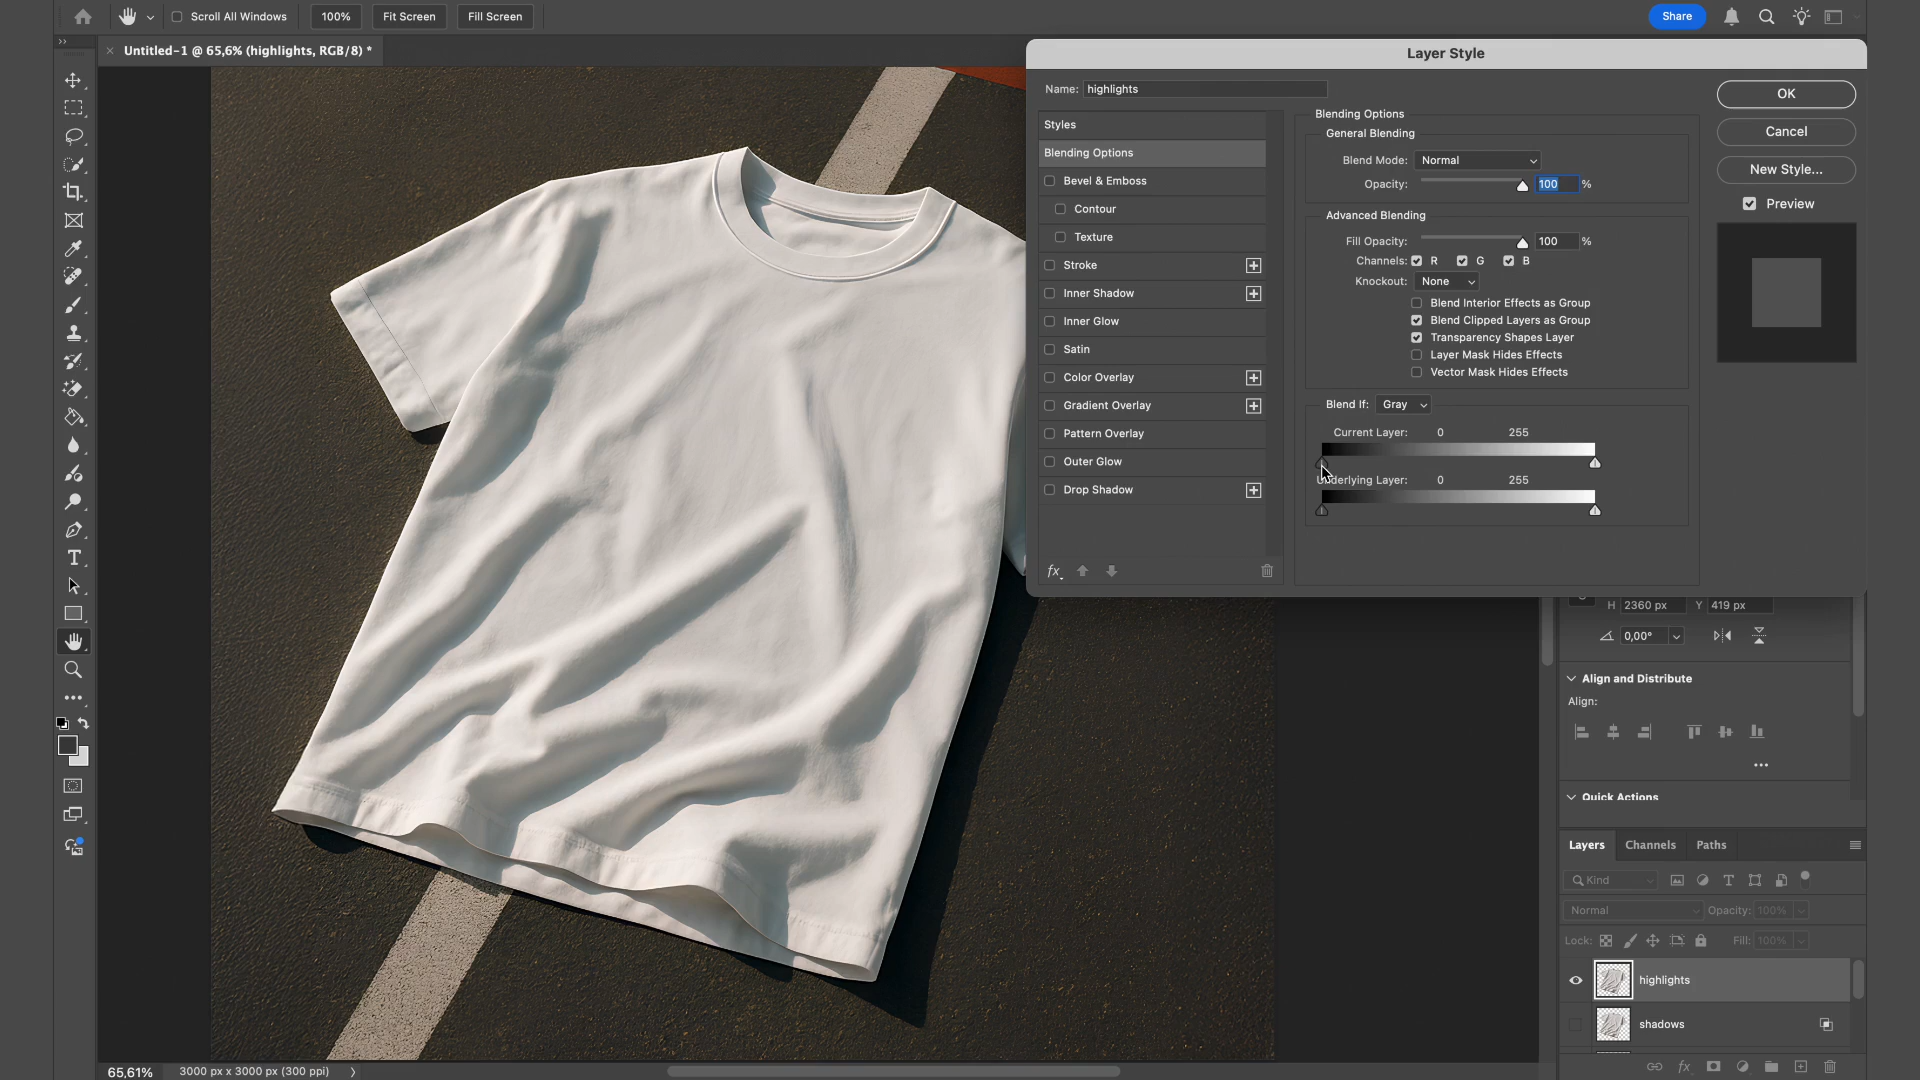 Scroll All Windows 100% Fit Screen Fill Screen Share
Untitled-1 @ 65,6% (highlights, RGB/8) *
Layer Style
Name: highlights
Styles
Blending Options
Bevel & Emboss
Contour
Texture
Stroke
Inner Shadow
Inner Glow
Satin
Color Overlay
Gradient Overlay
Pattern Overlay
Outer Glow
Drop Shadow
fx
Blending Options
General Blending
Blend Mode: Normal
Opacity: 100 %
Advanced Blending
Fill Opacity: 100 %
Channels: R G B
Knockout: None
Blend Interior Effects as Group
Blend Clipped Layers as Group
Transparency Shapes Layer
Layer Mask Hides Effects
Vector Mask Hides Effects
Blend If: Gray
Current Layer: 0 255
Underlying Layer: 0 255
OK
Cancel
New Style...
Preview
H 2360 px Y 419 px
0,00°
Align and Distribute
Align:
Quick Actions
Layers Channels Paths
Kind
Normal Opacity: 100%
Lock: Fill: 100%
highlights
shadows
fx
65,61% 3000 px x 3000 px (300 ppi)